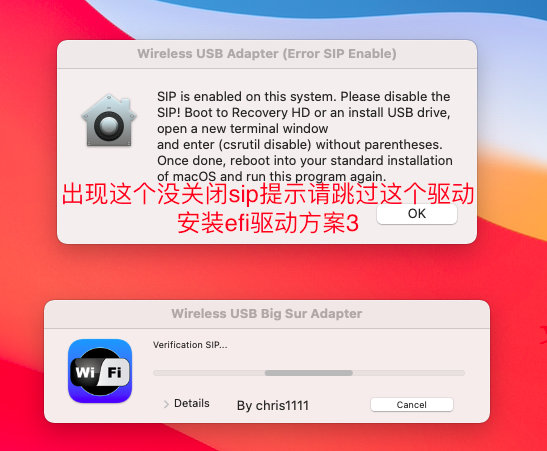 Wireless USB Adapter (Error SIP Enable)
SIP is enabled on this system. Please disable the
SIP! Boot to Recovery HD or an install USB drive,
open a new terminal window
and enter (csrutil disable) without parentheses.
Once done, reboot into your standard installation
of macOS and run this program again.
出现这个没关闭sip提示请跳过这个驱动
安装efi驱动方案3
OK
Wireless USB Big Sur Adapter
Verification SIP...
Wi Fi
Details
By chris1111
Cancel